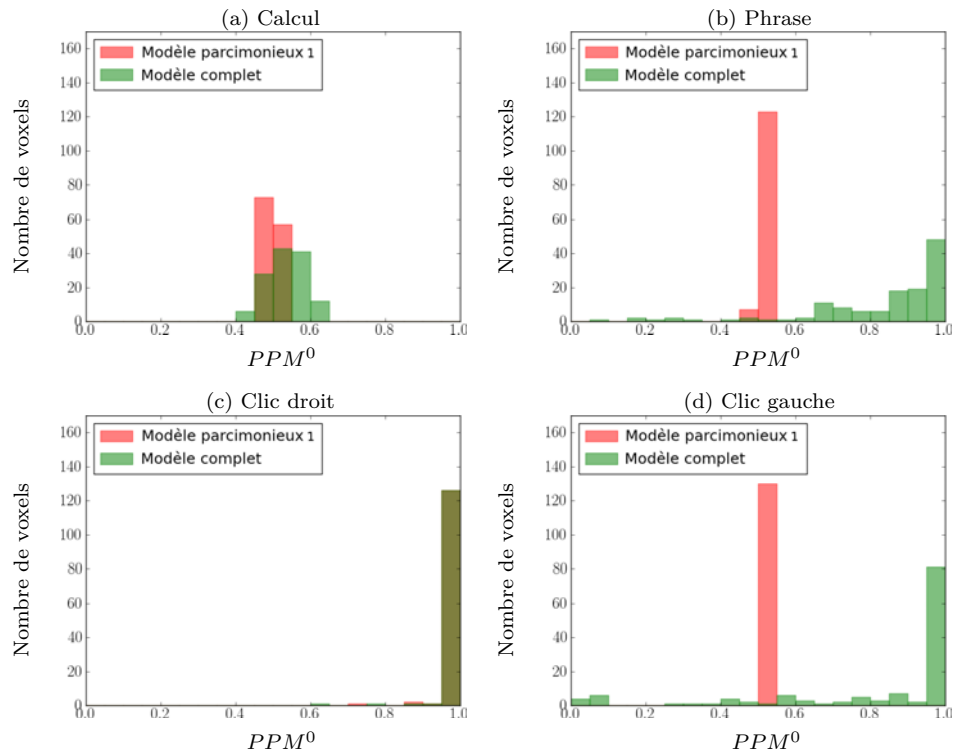 (a) Calcul
Modèle parcimonieux 1
Modèle complet
Nombre de voxels
160
140
120
100
80
60
40
20
0
0.0 0.2 0.4 0.6 0.8 1.0
PPM⁰
(b) Phrase
Modèle parcimonieux 1
Modèle complet
Nombre de voxels
160
140
120
100
80
60
40
20
0
0.0 0.2 0.4 0.6 0.8 1.0
PPM⁰
(c) Clic droit
Modèle parcimonieux 1
Modèle complet
Nombre de voxels
160
140
120
100
80
60
40
20
0
0.0 0.2 0.4 0.6 0.8 1.0
PPM⁰
(d) Clic gauche
Modèle parcimonieux 1
Modèle complet
Nombre de voxels
160
140
120
100
80
60
40
20
0
0.0 0.2 0.4 0.6 0.8 1.0
PPM⁰